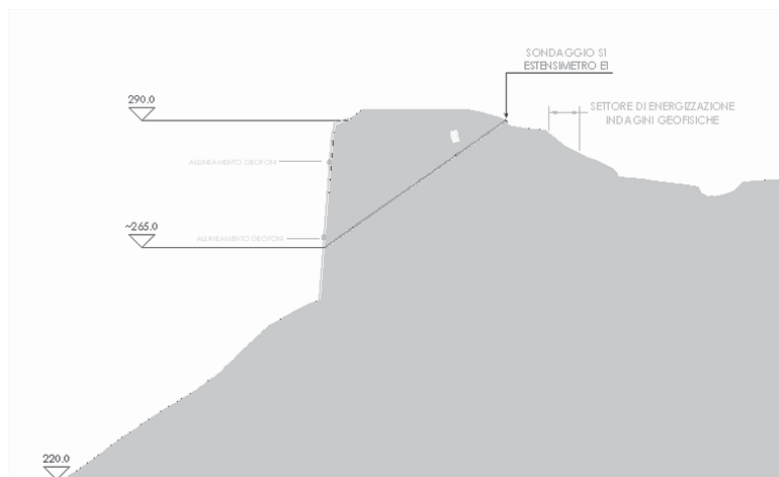 SONDAGGIO S1
ESTENSIMETRO E1
290.0
SETTORE DI ENERGIZZAZIONE
INDAGINI GEOFISICHE
ALLINEAMENTO GEOFONI
~265.0
ALLINEAMENTO GEOFONI
220.0